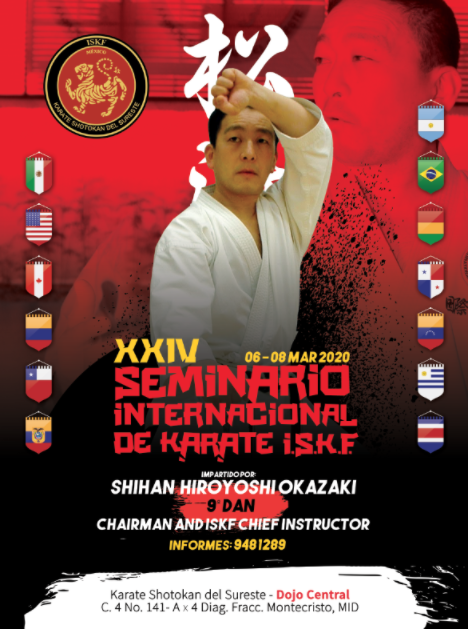 ISKF
MÉXICO
KARATE SHOTOKAN DEL SURESTE
松
XXIV
06 - 08 MAR 2020
SEMINARIO
INTERNACIONAL
DE KARATE I.S.K.F.
IMPARTIDO POR:
SHIHAN HIROYOSHI OKAZAKI
9° DAN
CHAIRMAN AND ISKF CHIEF INSTRUCTOR
INFORMES: 9481289
Karate Shotokan del Sureste - Dojo Central
C. 4 No. 141- A x 4 Diag. Fracc. Montecristo, MID